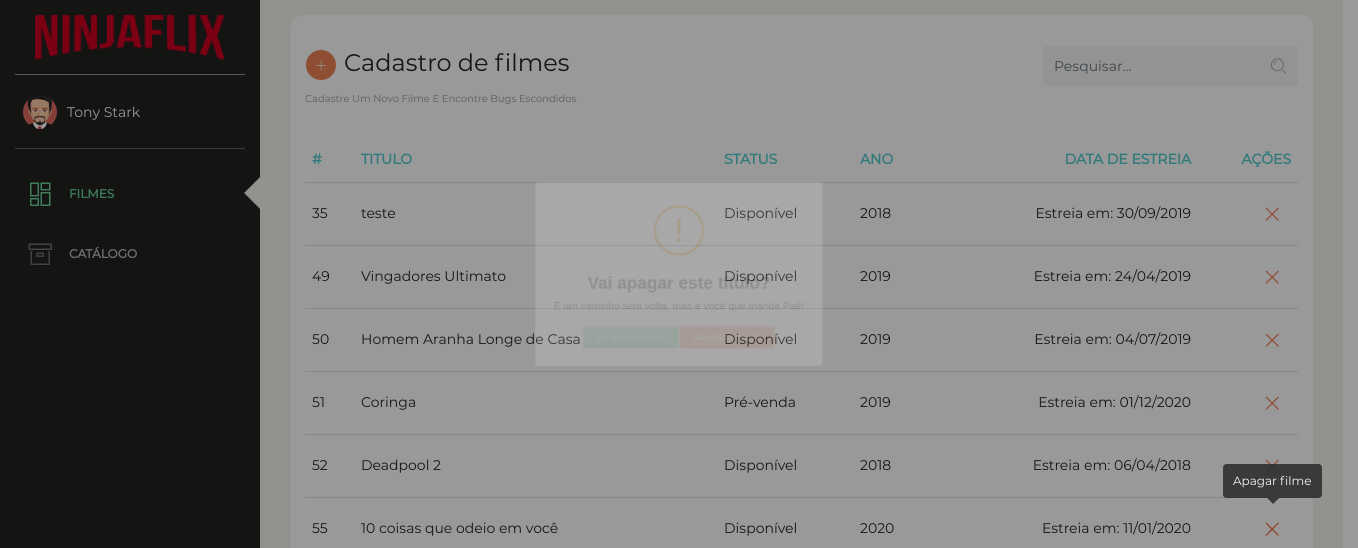 NINJAFLIX
Tony Stark
FILMES
CATÁLOGO
+ Cadastro de filmes
Pesquisar...
Cadastre Um Novo Filme E Encontre Bugs Escondidos
# TITULO STATUS ANO DATA DE ESTREIA AÇÕES
35 teste Disponível 2018 Estreia em: 30/09/2019
49 Vingadores Ultimato Disponível 2019 Estreia em: 24/04/2019
50 Homem Aranha Longe de Casa Disponível 2019 Estreia em: 04/07/2019
51 Coringa Pré-venda 2019 Estreia em: 01/12/2020
52 Deadpool 2 Disponível 2018 Estreia em: 06/04/2018
55 10 coisas que odeio em você Disponível 2020 Estreia em: 11/01/2020
!
Vai apagar este título?
É um caminho sem volta, mas é você que manda Paê!
Apagar filme